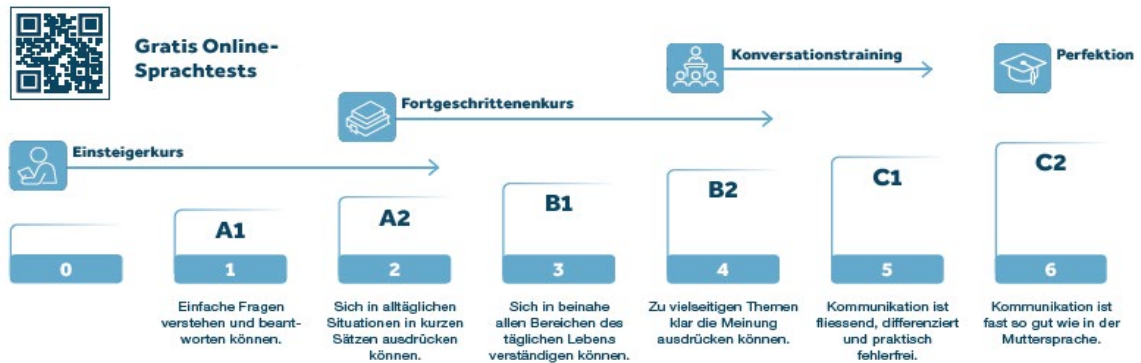 Gratis Online-
Sprachtests
Konversationstraining
Perfektion
Fortgeschrittenenkurs
Einsteigerkurs
A1
A2
B1
B2
C1
C2
0
1
2
3
4
5
6
Einfache Fragen
verstehen und beant-
worten können.
Sich in alltäglichen
Situationen in kurzen
Sätzen ausdrücken
können.
Sich in beinahe
allen Bereichen des
täglichen Lebens
verständigen können.
Zu vielseitigen Themen
klar die Meinung
ausdrücken können.
Kommunikation ist
fliessend, differenziert
und praktisch
fehlerfrei.
Kommunikation ist
fast so gut wie in der
Muttersprache.